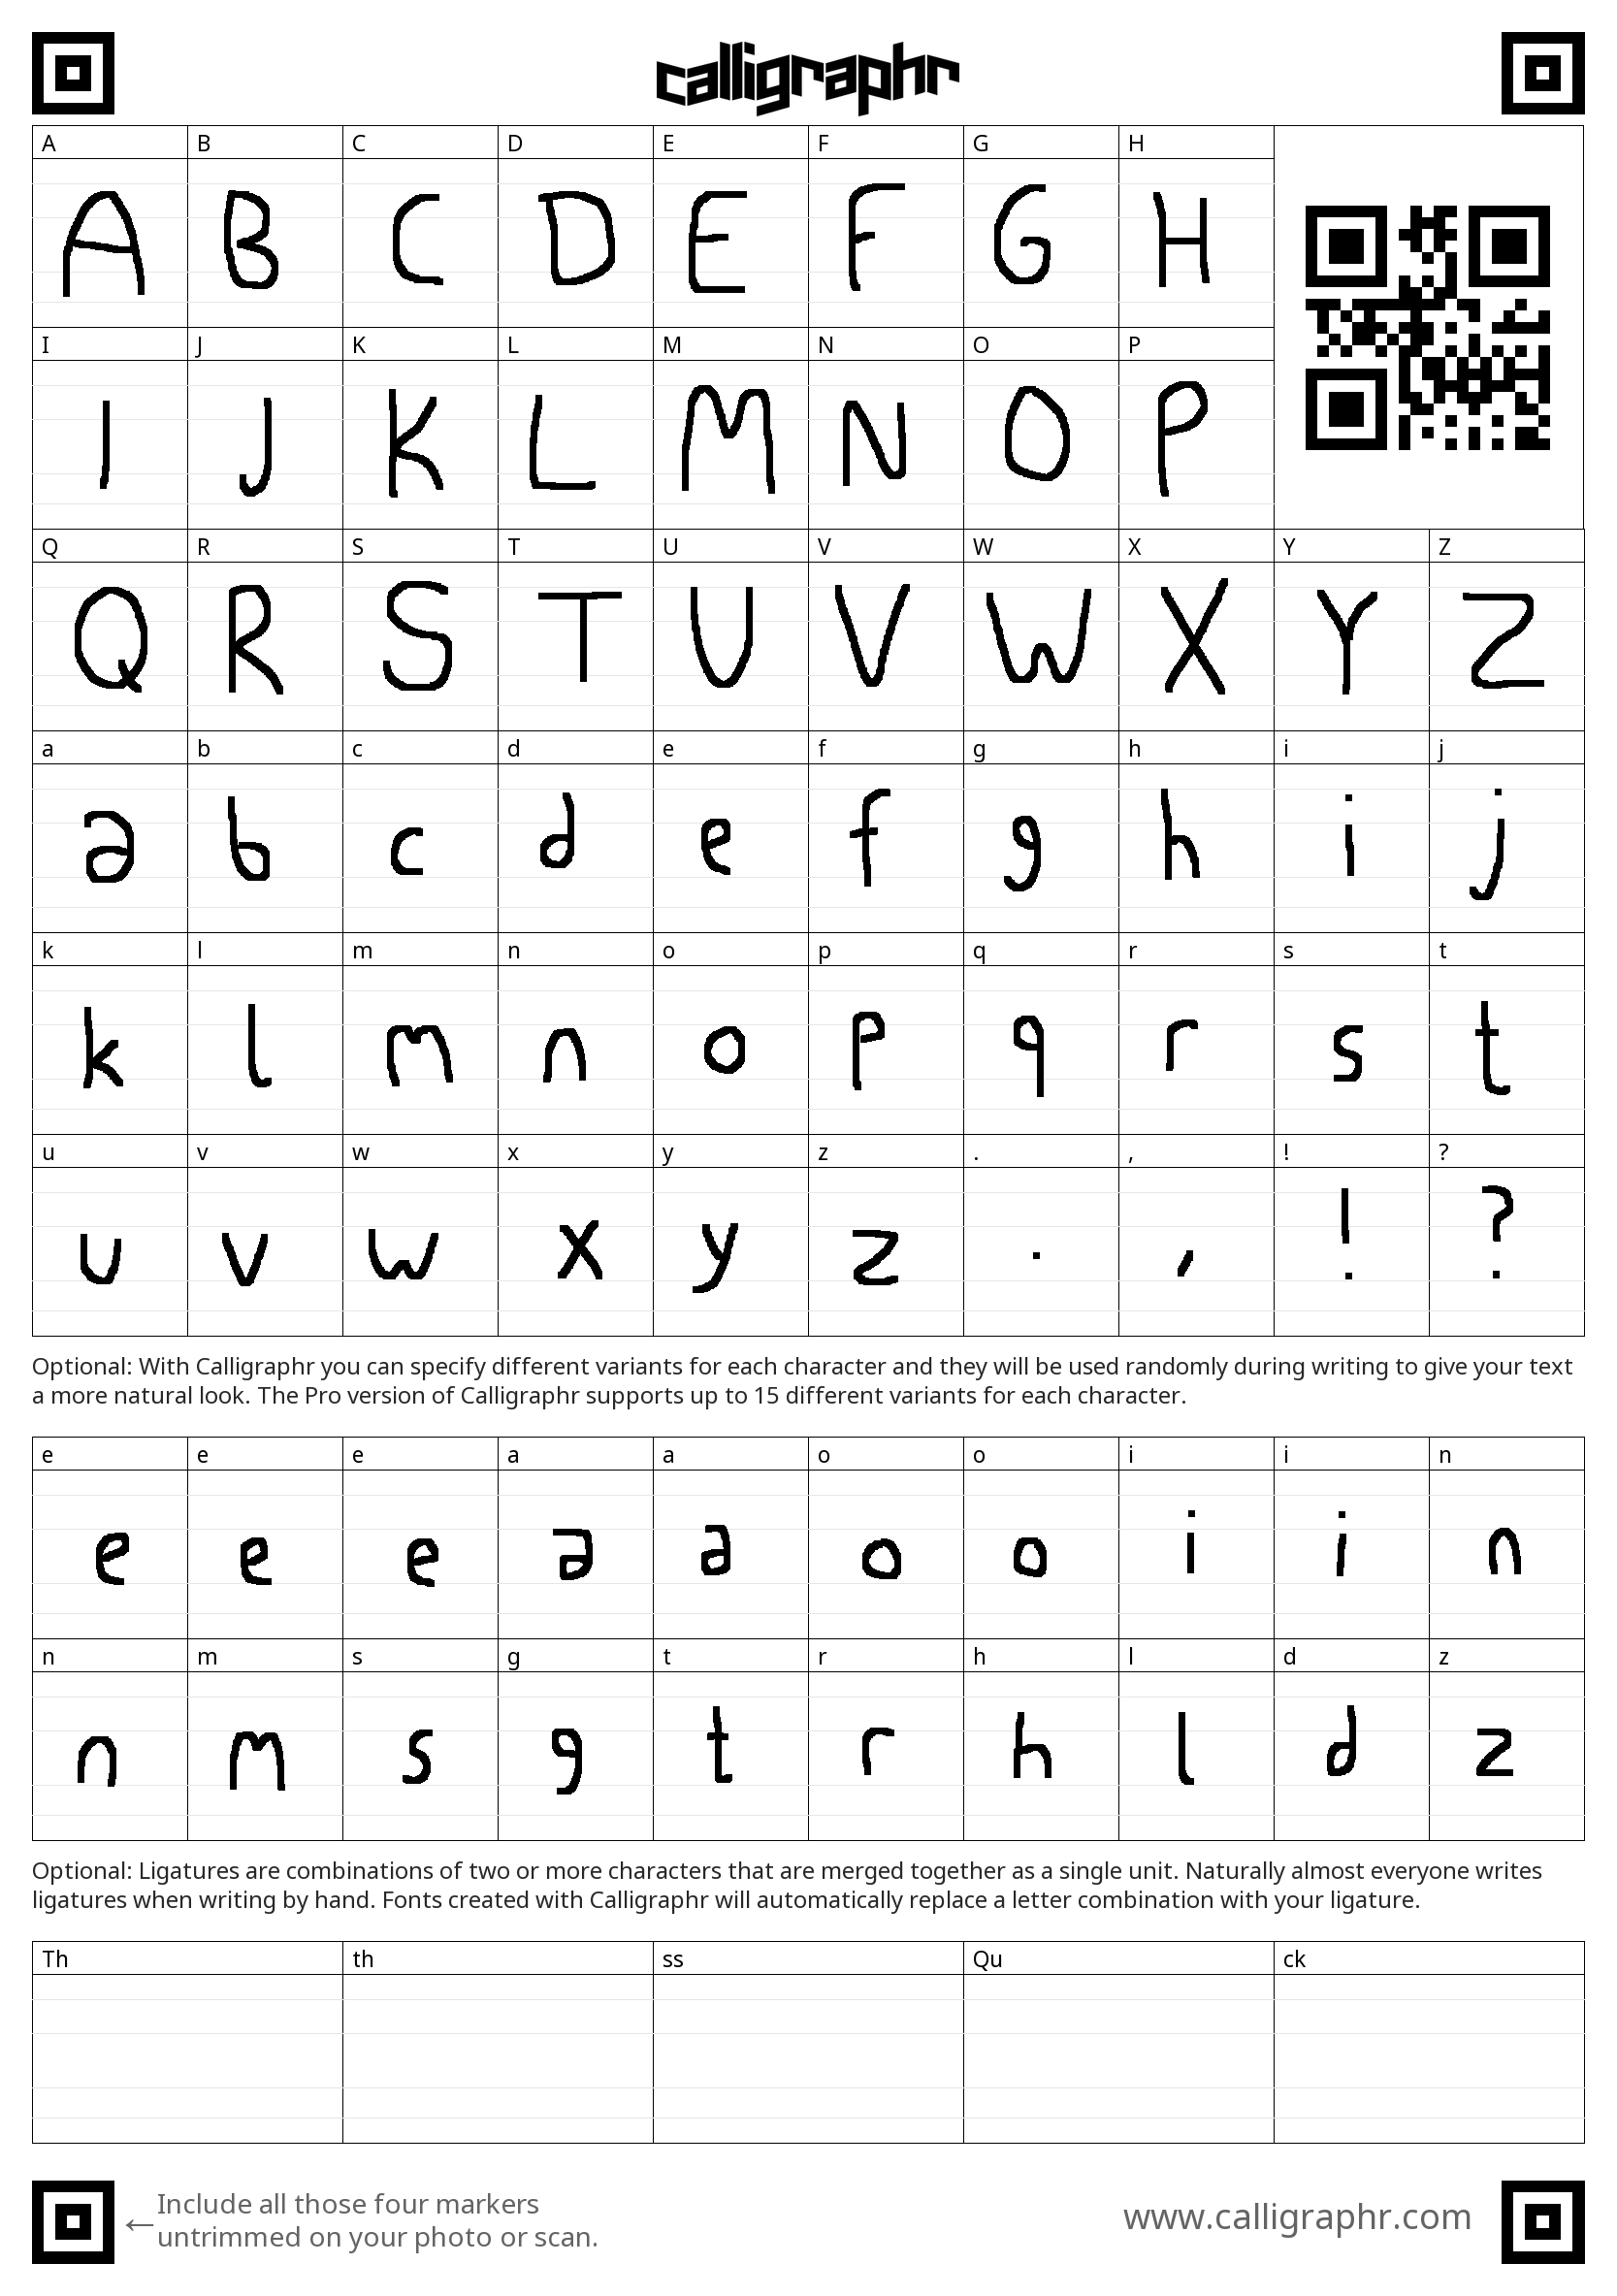 calligraphr
A B C D E F G H
A B C D E F G H
I J K L M N O P
I J K L M N O P
Q R S T U V W X Y Z
Q R S T U V W X Y Z
a b c d e f g h i j
a b c d e f g h i j
k l m n o p q r s t
k l m n o p q r s t
u v w x y z . , ! ?
u v w x y z . , ! ?
Optional: With Calligraphr you can specify different variants for each character and they will be used randomly during writing to give your text
a more natural look. The Pro version of Calligraphr supports up to 15 different variants for each character.
e e e a a o o i i n
e e e a a o o i i n
n m s g t r h l d z
n m s g t r h l d z
Optional: Ligatures are combinations of two or more characters that are merged together as a single unit. Naturally almost everyone writes
ligatures when writing by hand. Fonts created with Calligraphr will automatically replace a letter combination with your ligature.
Th th ss Qu ck
←Include all those four markers
untrimmed on your photo or scan.
www.calligraphr.com